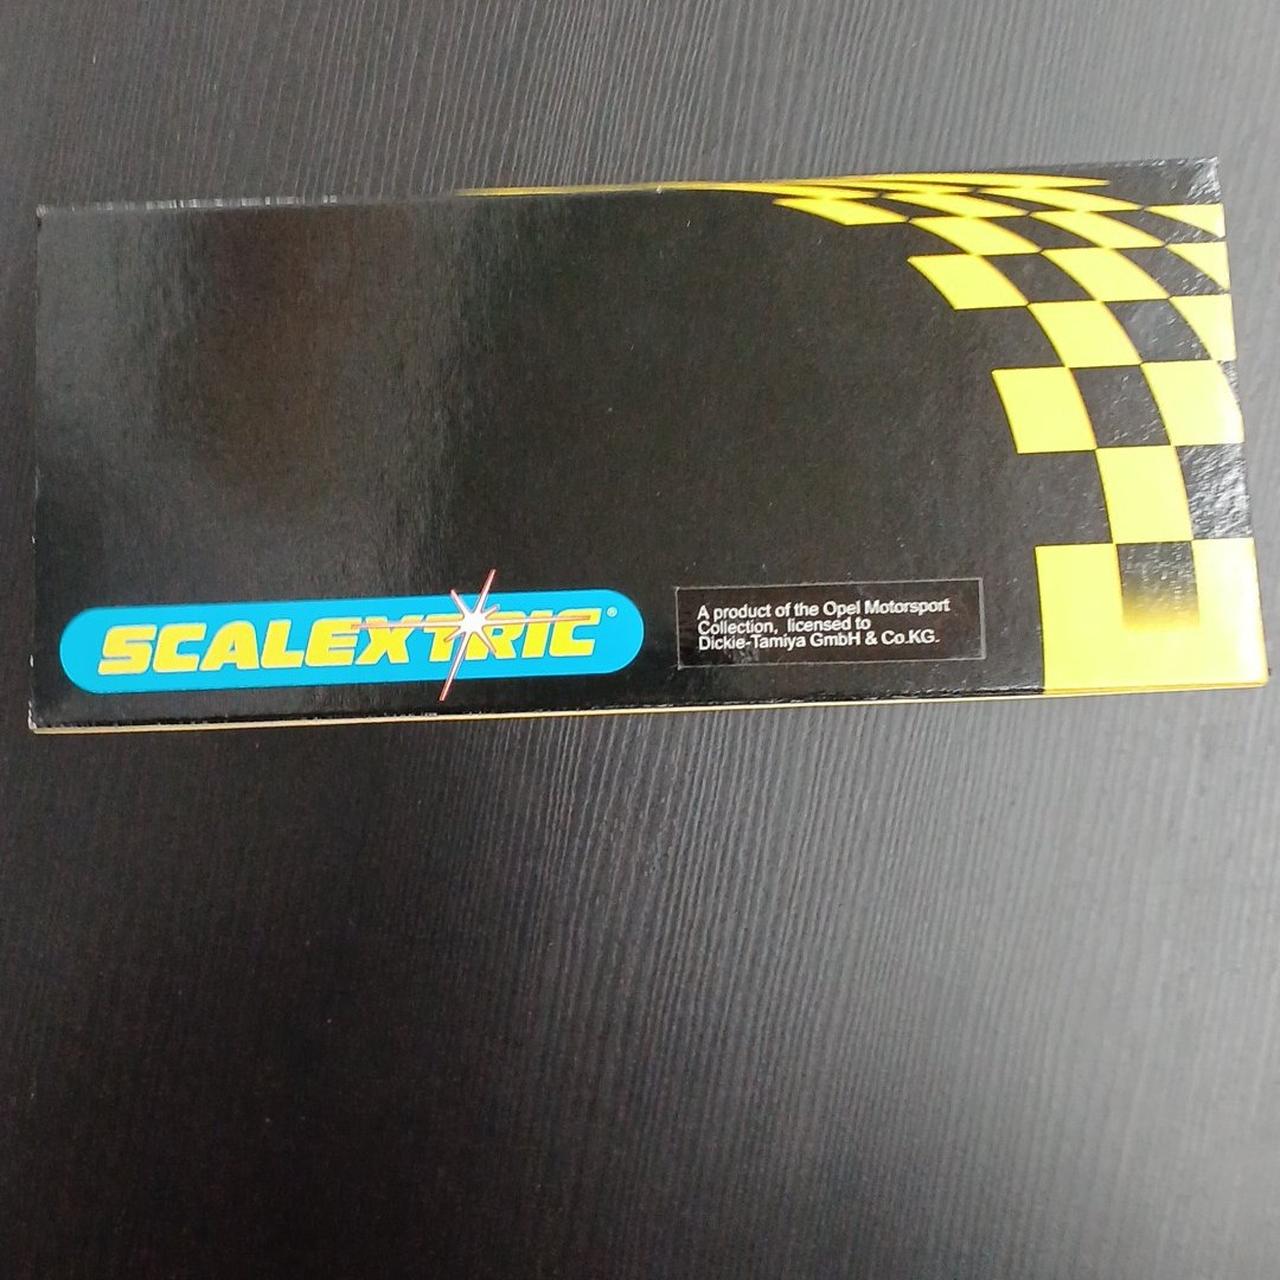 SCALEXTRIC®
A product of the Opel Motorsport
Collection, licensed to
Dickie-Tamiya GmbH & Co.KG.